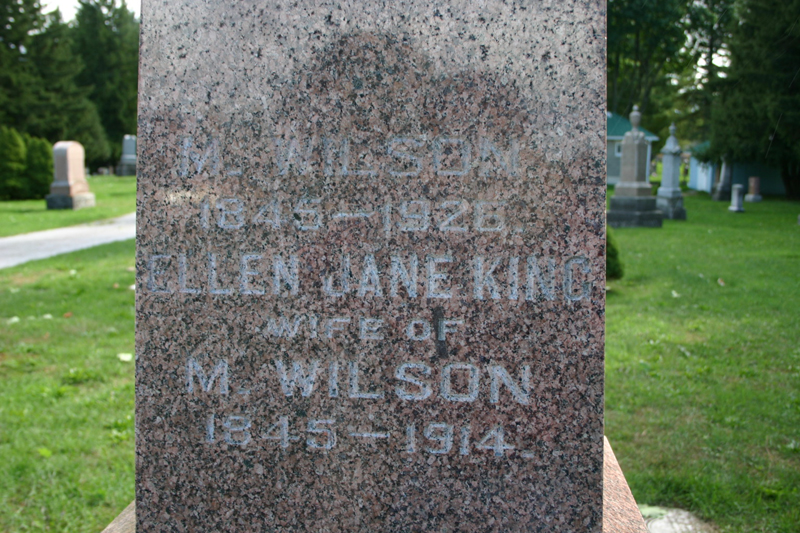 M. WILSON
1845–1926.
ELLEN JANE KING
WIFE OF
M. WILSON
1845–1914.